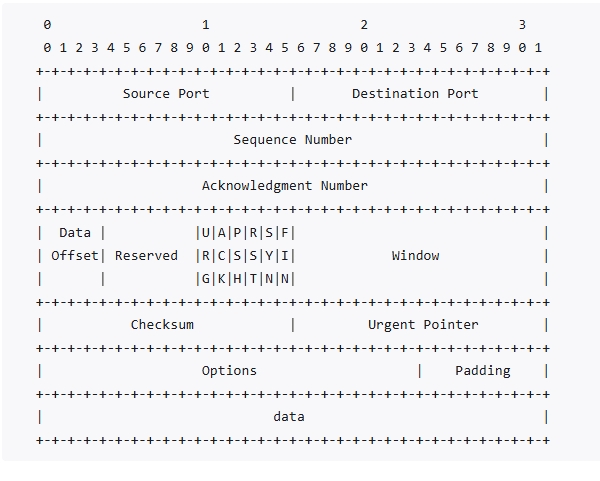 0                   1                   2                   3
 0 1 2 3 4 5 6 7 8 9 0 1 2 3 4 5 6 7 8 9 0 1 2 3 4 5 6 7 8 9 0 1
+-+-+-+-+-+-+-+-+-+-+-+-+-+-+-+-+-+-+-+-+-+-+-+-+-+-+-+-+-+-+-+-+
|          Source Port          |       Destination Port        |
+-+-+-+-+-+-+-+-+-+-+-+-+-+-+-+-+-+-+-+-+-+-+-+-+-+-+-+-+-+-+-+-+
|                        Sequence Number                        |
+-+-+-+-+-+-+-+-+-+-+-+-+-+-+-+-+-+-+-+-+-+-+-+-+-+-+-+-+-+-+-+-+
|                    Acknowledgment Number                      |
+-+-+-+-+-+-+-+-+-+-+-+-+-+-+-+-+-+-+-+-+-+-+-+-+-+-+-+-+-+-+-+-+
|  Data |           |U|A|P|R|S|F|                               |
| Offset| Reserved  |R|C|S|S|Y|I|            Window             |
|       |           |G|K|H|T|N|N|                               |
+-+-+-+-+-+-+-+-+-+-+-+-+-+-+-+-+-+-+-+-+-+-+-+-+-+-+-+-+-+-+-+-+
|           Checksum            |         Urgent Pointer        |
+-+-+-+-+-+-+-+-+-+-+-+-+-+-+-+-+-+-+-+-+-+-+-+-+-+-+-+-+-+-+-+-+
|                    Options                    |    Padding    |
+-+-+-+-+-+-+-+-+-+-+-+-+-+-+-+-+-+-+-+-+-+-+-+-+-+-+-+-+-+-+-+-+
|                             data                              |
+-+-+-+-+-+-+-+-+-+-+-+-+-+-+-+-+-+-+-+-+-+-+-+-+-+-+-+-+-+-+-+-+